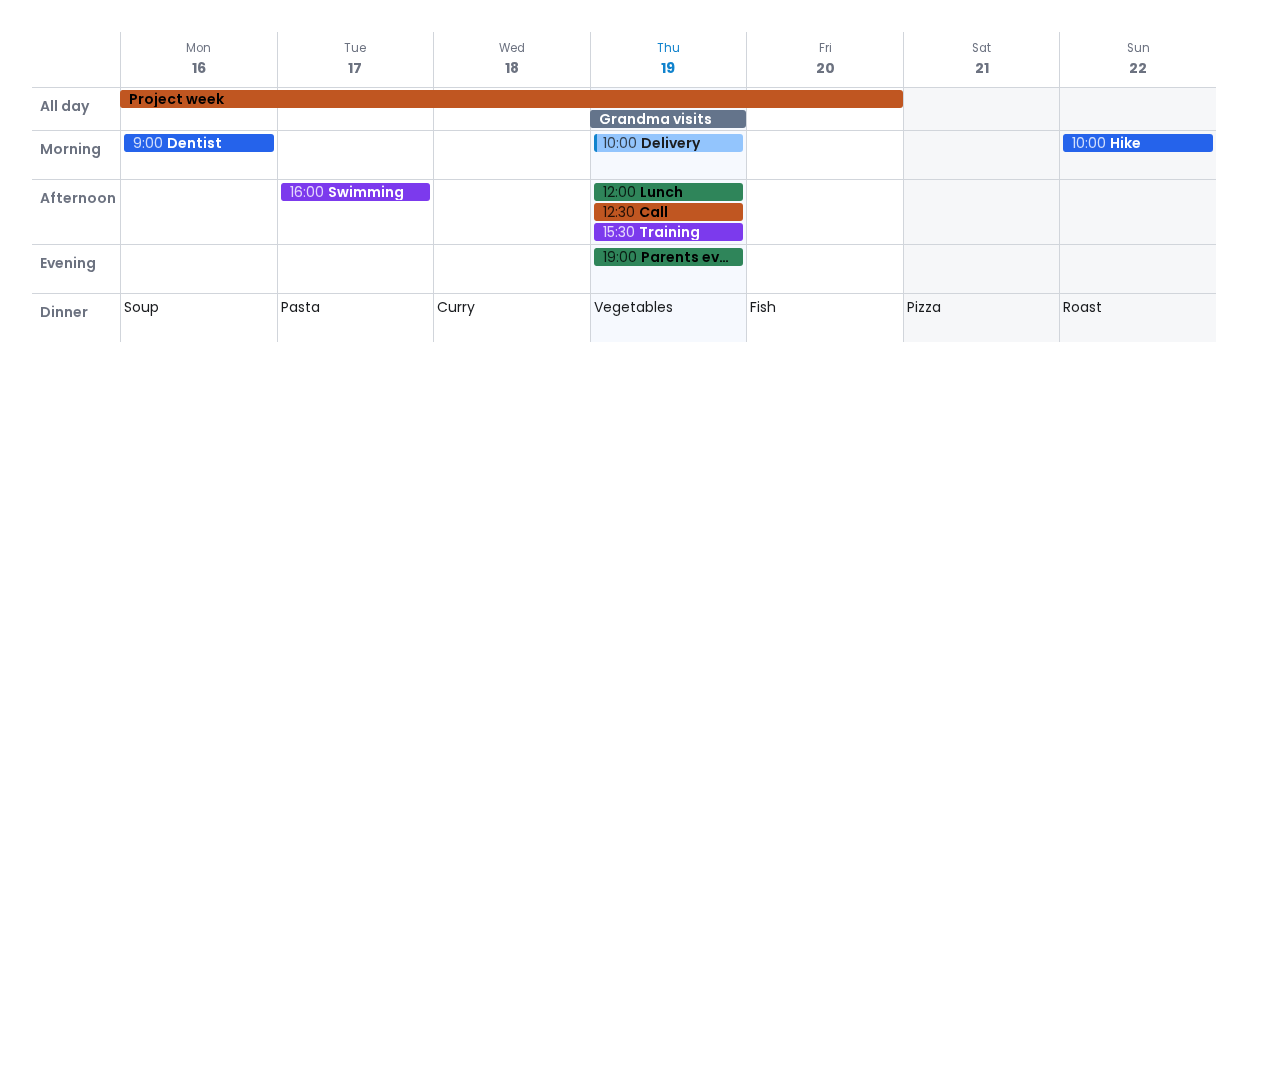 Mon Tue Wed Thu Fri Sat Sun
16 17 18 19 20 21 22
All day Project week
Grandma visits
Morning 9:00 Dentist 10:00 Delivery 10:00 Hike
Afternoon 16:00 Swimming 12:00 Lunch
12:30 Call
15:30 Training
Evening 19:00 Parents ev...
Dinner Soup Pasta Curry Vegetables Fish Pizza Roast